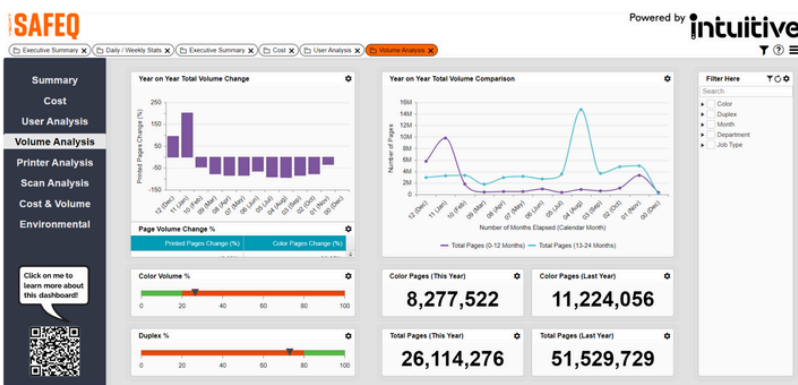 SAFEQ
Powered by intuitive
Executive Summary X
Daily / Weekly Stats X
Executive Summary X
Cost X
User Analysis X
Volume Analysis X
Summary
Cost
User Analysis
Volume Analysis
Printer Analysis
Scan Analysis
Cost & Volume
Environmental
Click on me to
learn more about
this dashboard!
Year on Year Total Volume Change
Printed Pages Change (%)
250
150
50
-50
-150
12 (Dec) 11 (Jan) 10 (Feb) 09 (Mar) 08 (Apr) 07 (May) 06 (Jun) 05 (Jul) 04 (Aug) 03 (Sep) 02 (Oct) 01 (Nov) 00 (Dec)
Page Volume Change %
Printed Pages Change (%) Color Pages Change (%)
Color Volume %
0 20 40 60 80 100
Duplex %
0 20 40 60 80 100
Year on Year Total Volume Comparison
Number of Pages
16M
14M
12M
10M
8M
6M
4M
2M
0
12 (Dec) 11 (Jan) 10 (Feb) 09 (Mar) 08 (Apr) 07 (May) 06 (Jun) 05 (Jul) 04 (Aug) 03 (Sep) 02 (Oct) 01 (Nov) 00 (Dec)
Number of Months Elapsed (Calendar Month)
Total Pages (0-12 Months) Total Pages (13-24 Months)
Color Pages (This Year)
8,277,522
Color Pages (Last Year)
11,224,056
Total Pages (This Year)
26,114,276
Total Pages (Last Year)
51,529,729
Filter Here
Search
Color
Duplex
Month
Department
Job Type